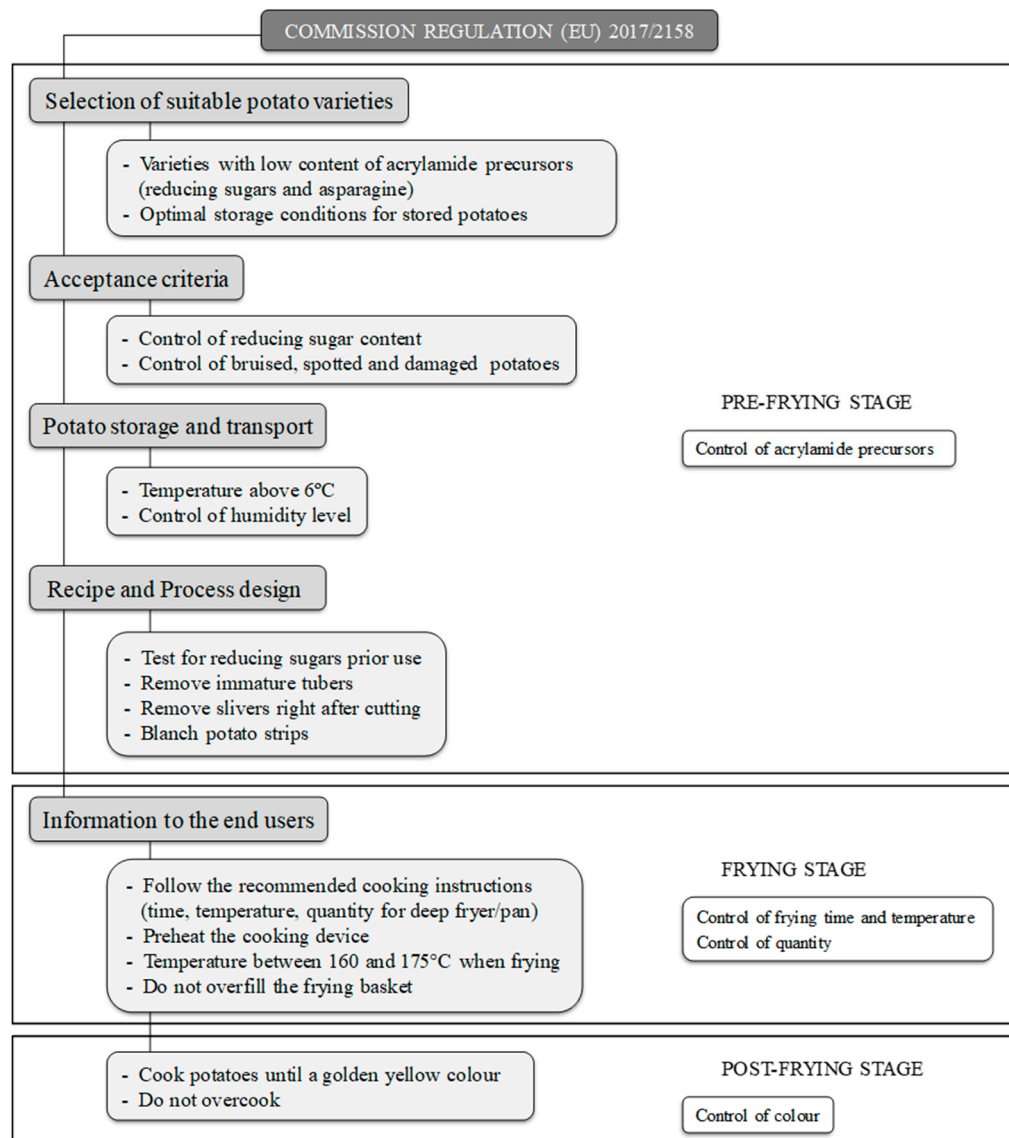 COMMISSION REGULATION (EU) 2017/2158
Selection of suitable potato varieties
- Varieties with low content of acrylamide precursors
(reducing sugars and asparagine)
- Optimal storage conditions for stored potatoes
Acceptance criteria
- Control of reducing sugar content
- Control of bruised, spotted and damaged potatoes
PRE-FRYING STAGE
Control of acrylamide precursors
Potato storage and transport
- Temperature above 6ºC
- Control of humidity level
Recipe and Process design
- Test for reducing sugars prior use
- Remove immature tubers
- Remove slivers right after cutting
- Blanch potato strips
Information to the end users
- Follow the recommended cooking instructions
(time, temperature, quantity for deep fryer/pan)
- Preheat the cooking device
- Temperature between 160 and 175°C when frying
- Do not overfill the frying basket
FRYING STAGE
Control of frying time and temperature
Control of quantity
- Cook potatoes until a golden yellow colour
- Do not overcook
POST-FRYING STAGE
Control of colour